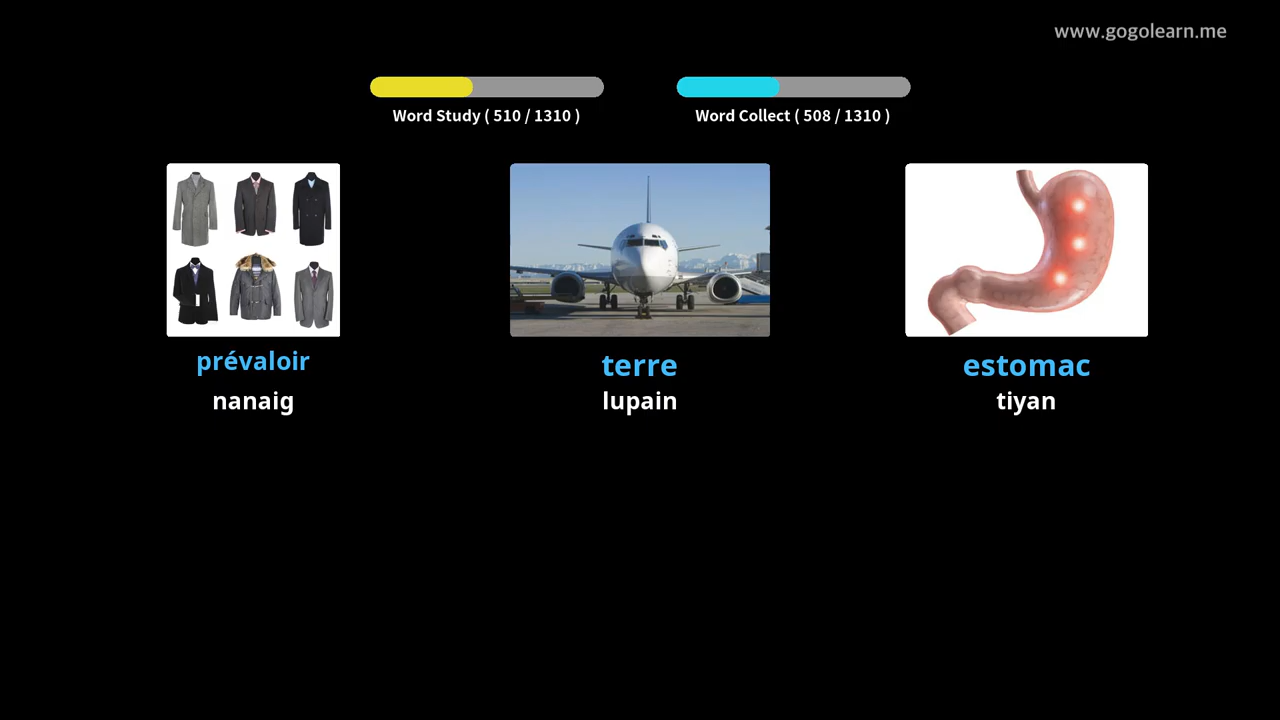 www.gogolearn.me
Word Study ( 510 / 1310 )
Word Collect ( 508 / 1310 )
prévaloir
nanaig
terre
lupain
estomac
tiyan